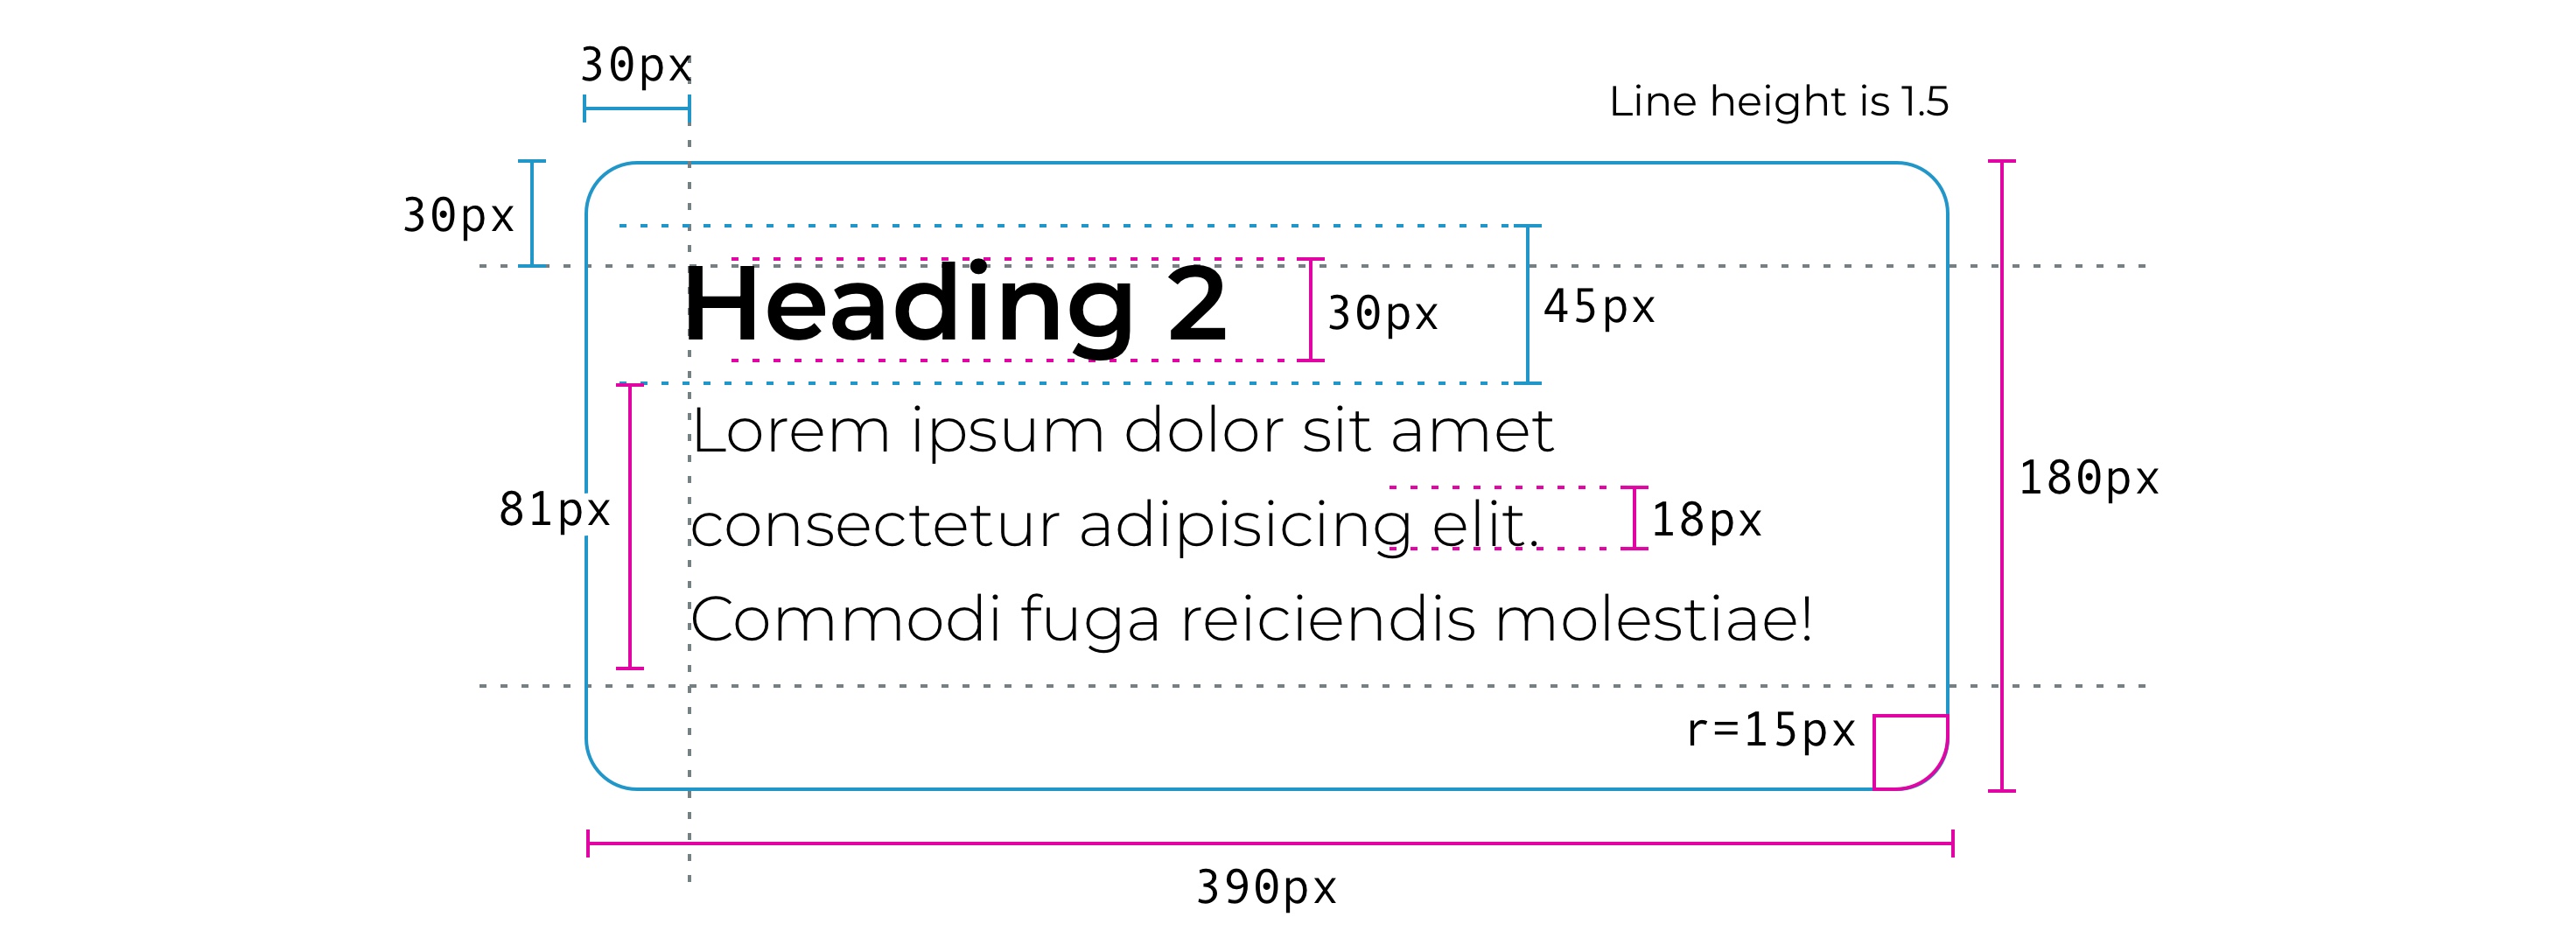 30px
Line height is 1.5
30px
Heading 2
30px
45px
Lorem ipsum dolor sit amet
consectetur adipisicing elit.
Commodi fuga reiciendis molestiae!
81px
18px
180px
r=15px
390px